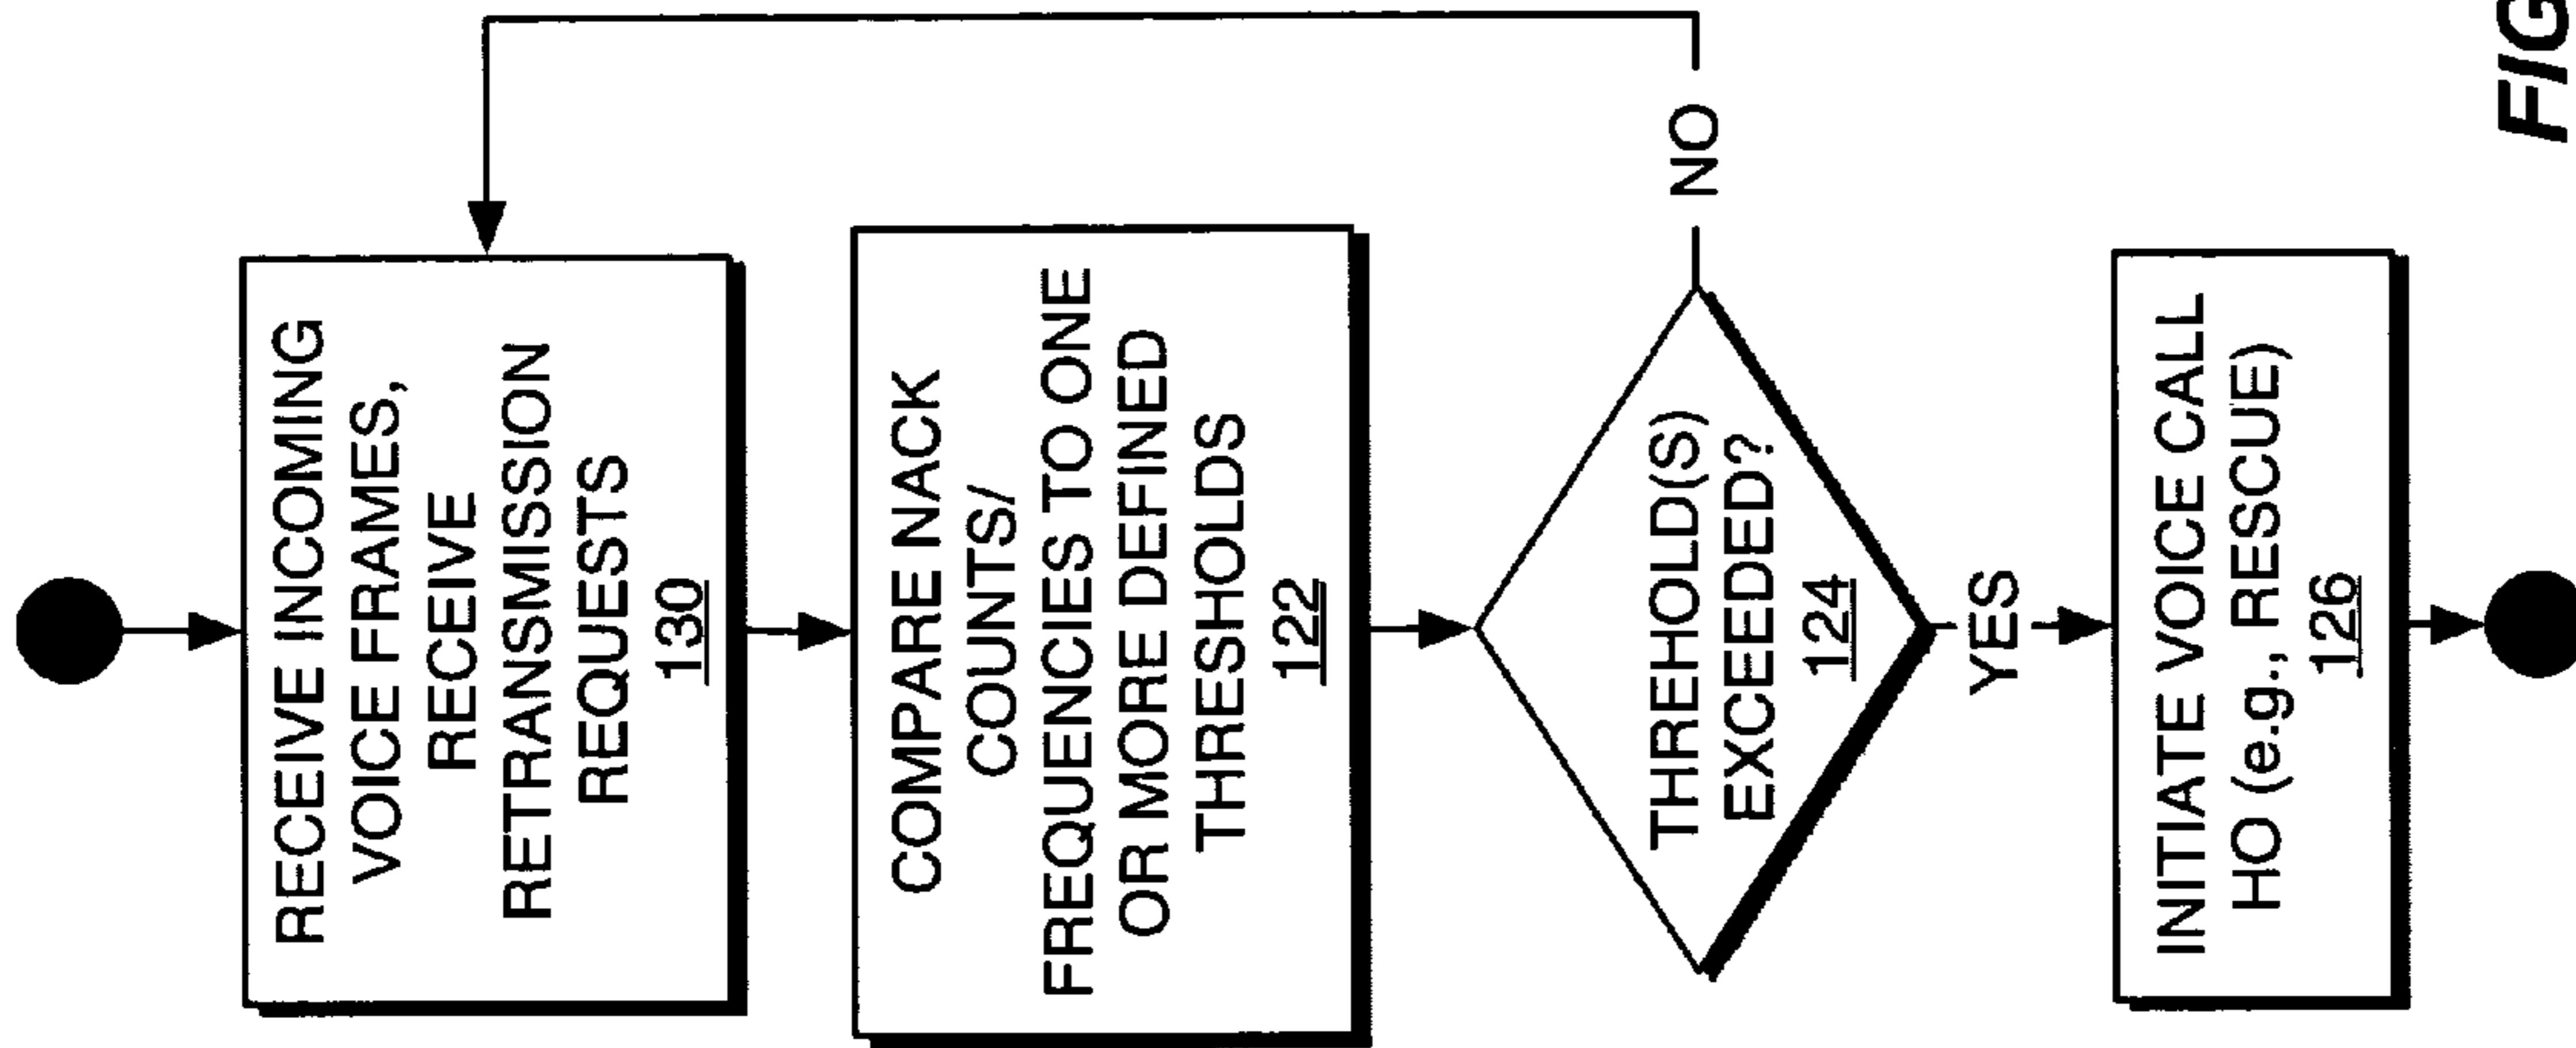 RECEIVE INCOMING
VOICE FRAMES,
RECEIVE
RETRANSMISSION
REQUESTS
130
COMPARE NACK
COUNTS/
FREQUENCIES TO ONE
OR MORE DEFINED
THRESHOLDS
122
THREHOLD(S)
EXCEEDED?
124
NO
YES
INITIATE VOICE CALL
HO (e.g., RESCUE)
126
FIG